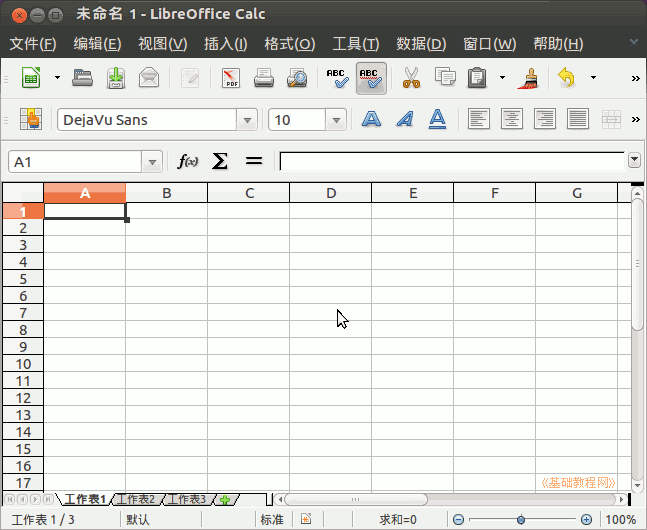 未命名 1 - LibreOffice Calc
文件(F) 编辑(E) 视图(V) 插入(I) 格式(O) 工具(T) 数据(D) 窗口(W) 帮助(H)
PDF ABC ABC »
DejaVu Sans 10 A A A »
A1 f(x) Σ =
A B C D E F G
1
2
3
4
5
6
7
8
9
10
11
12
13
14
15
16
17
《基础教程网》
工作表1 工作表2 工作表3
工作表 1 / 3 默认 标准 求和=0 100%